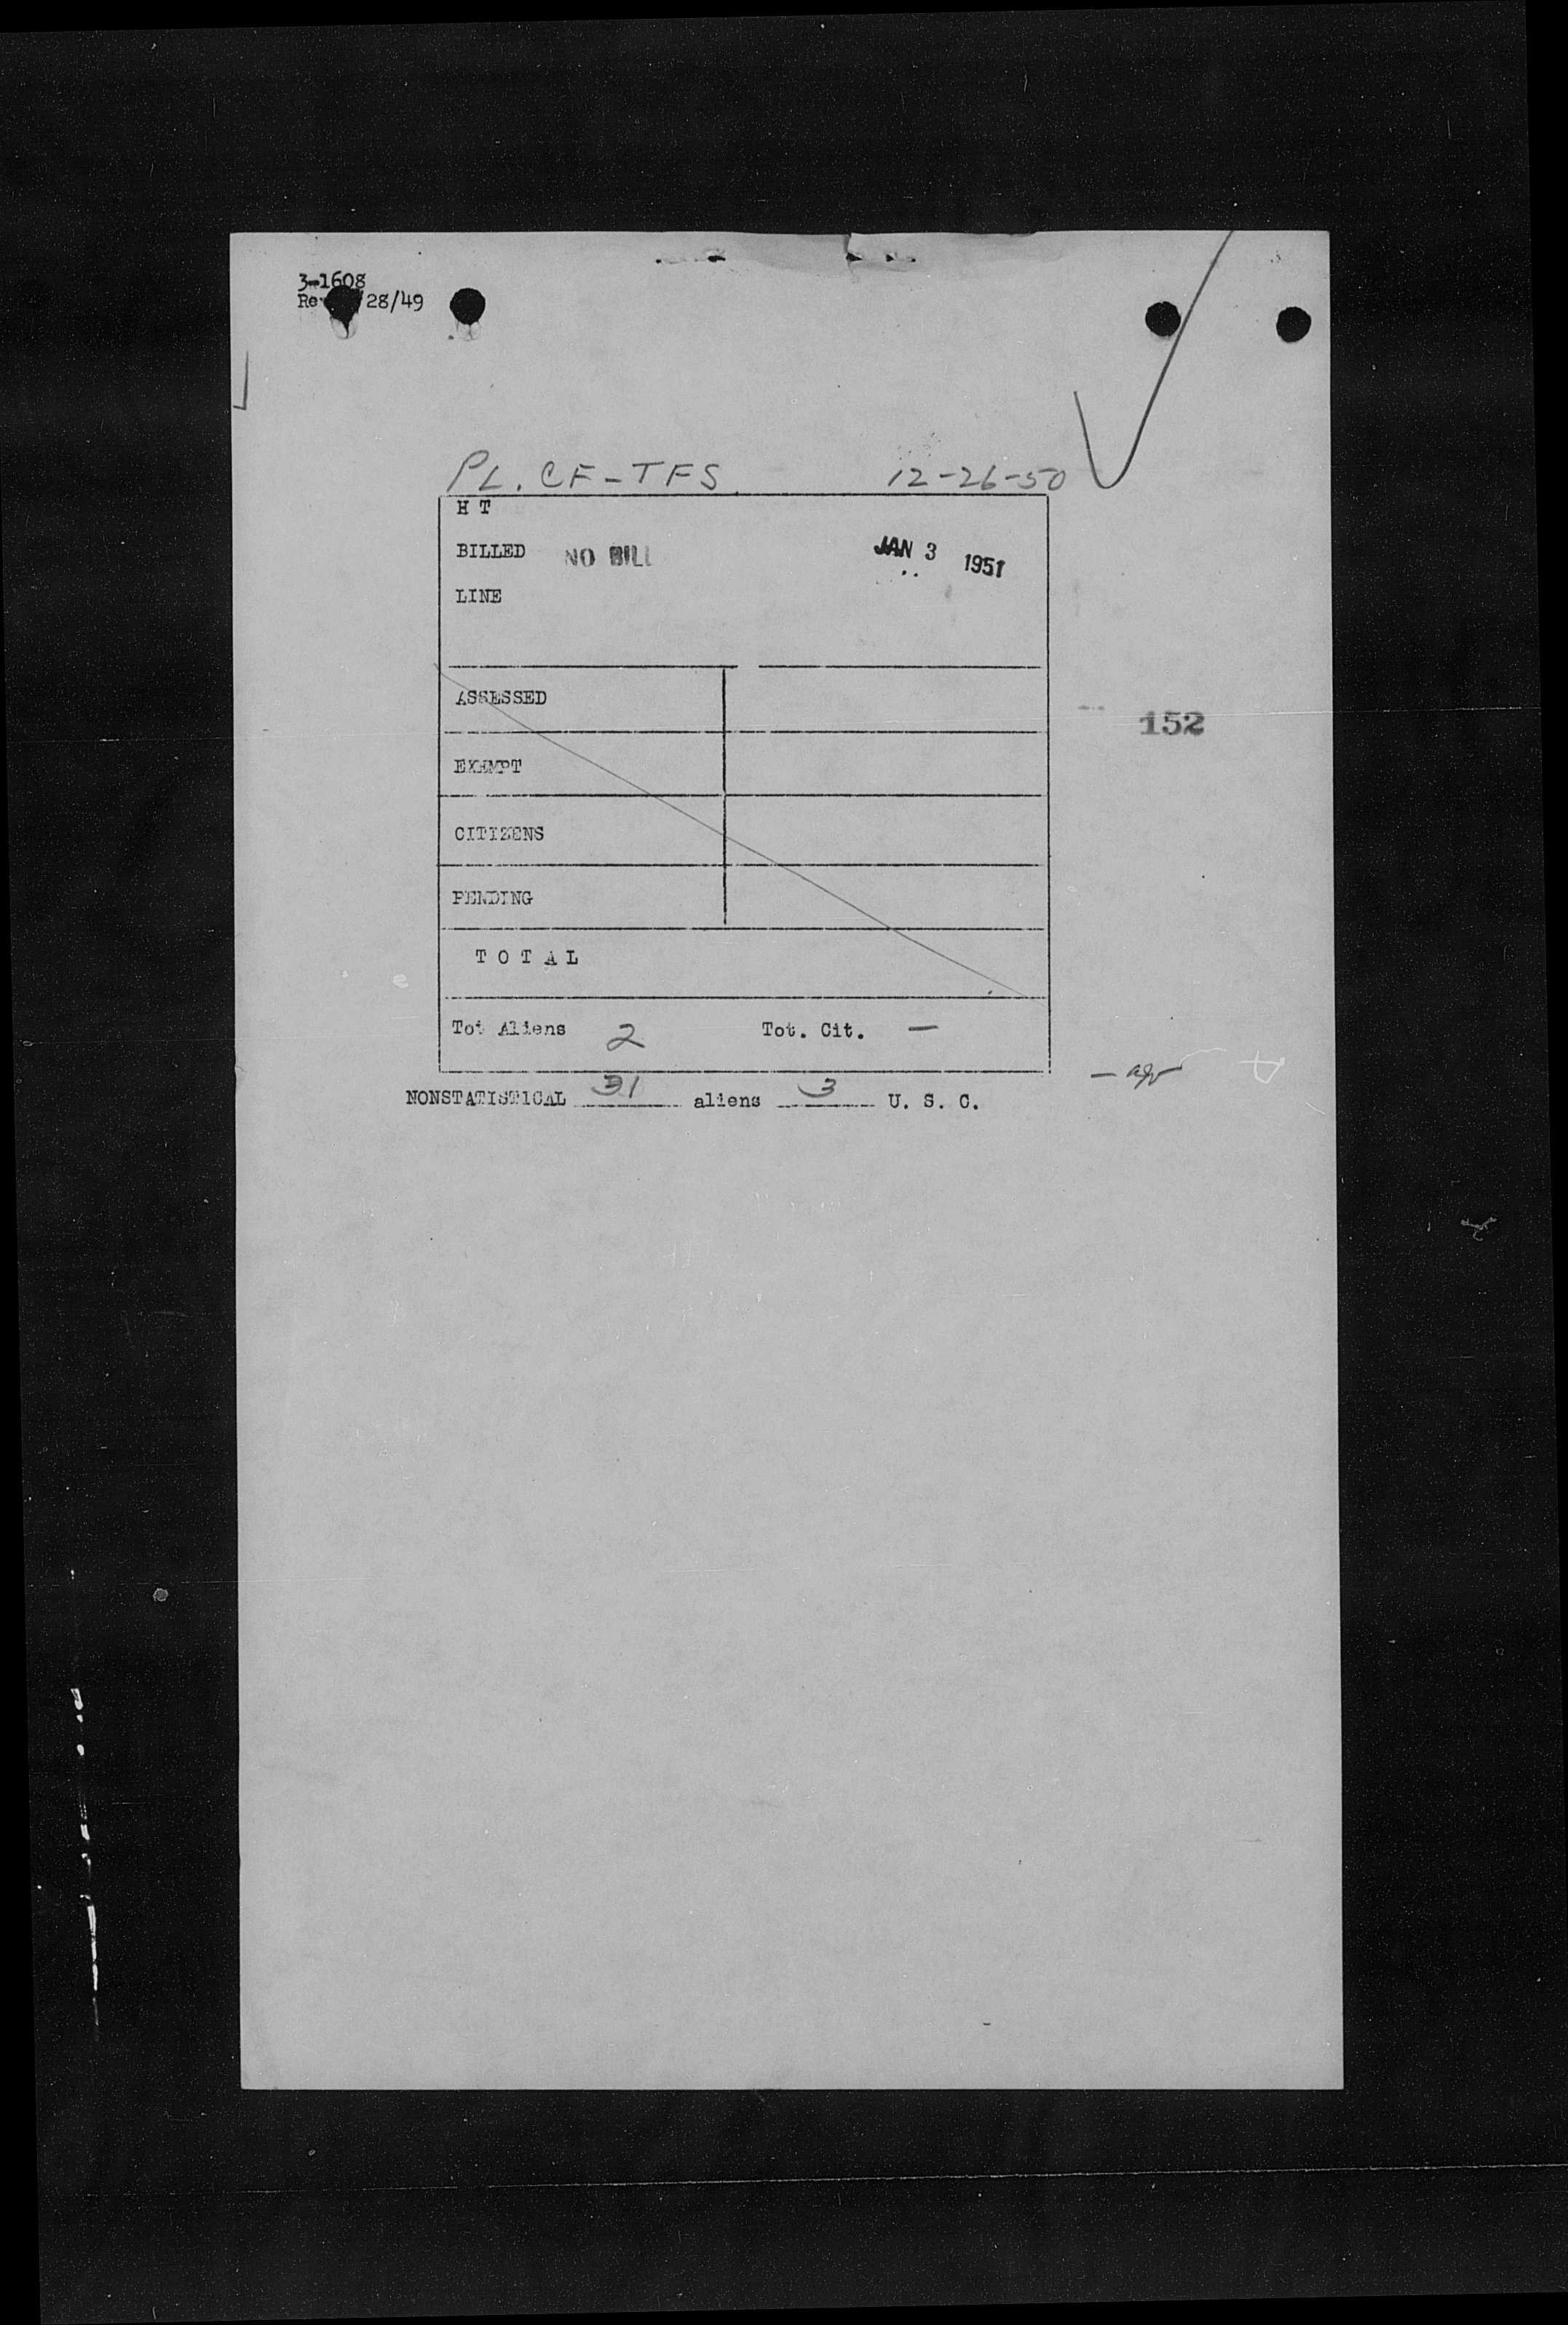 3-1608
28/49
PL. CF-TFS 12-26-50
H T
BILLED NO BILL JAN 3 1951
LINE
ASSESSED
152
EXEMPT
CITIZENS
PENDING
T O T A L
Tot Aliens 2 Tot. Cit. —
NONSTATISTICAL 31 aliens 3 U. S. C.